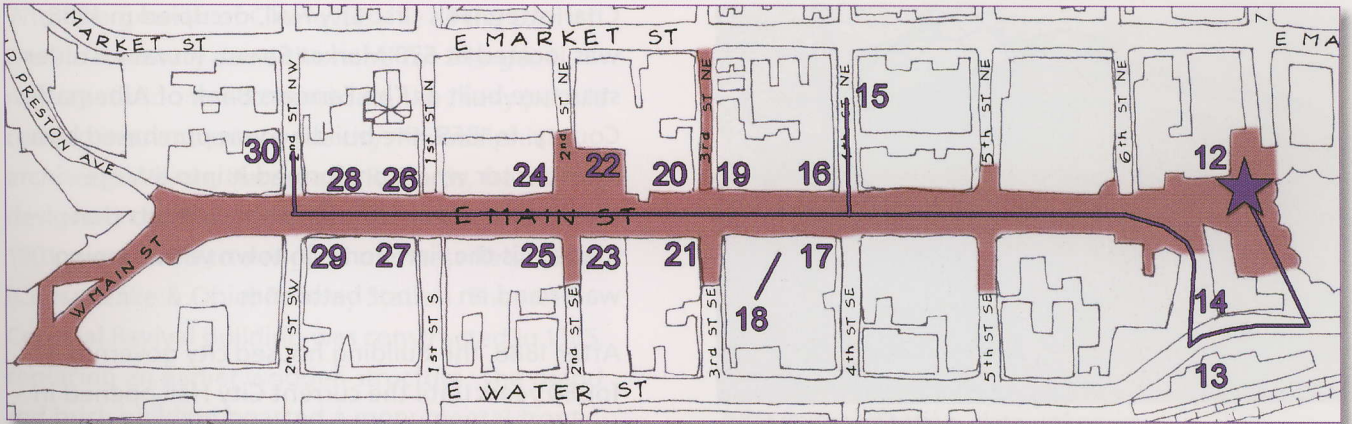 MARKET ST
E MARKET ST
E MA
D PRESTON AVE
2nd ST NW
1st ST N
2nd ST NE
3rd ST NE
4th ST NE
5th ST NE
6th ST NE
7
15
30
28
26
24
22
20
19
16
12
E MAIN ST
W MAIN ST
29
27
25
23
21
17
18
14
13
2nd ST SW
1st ST S
2nd ST SE
3rd ST SE
4th ST SE
5th ST SE
E WATER ST